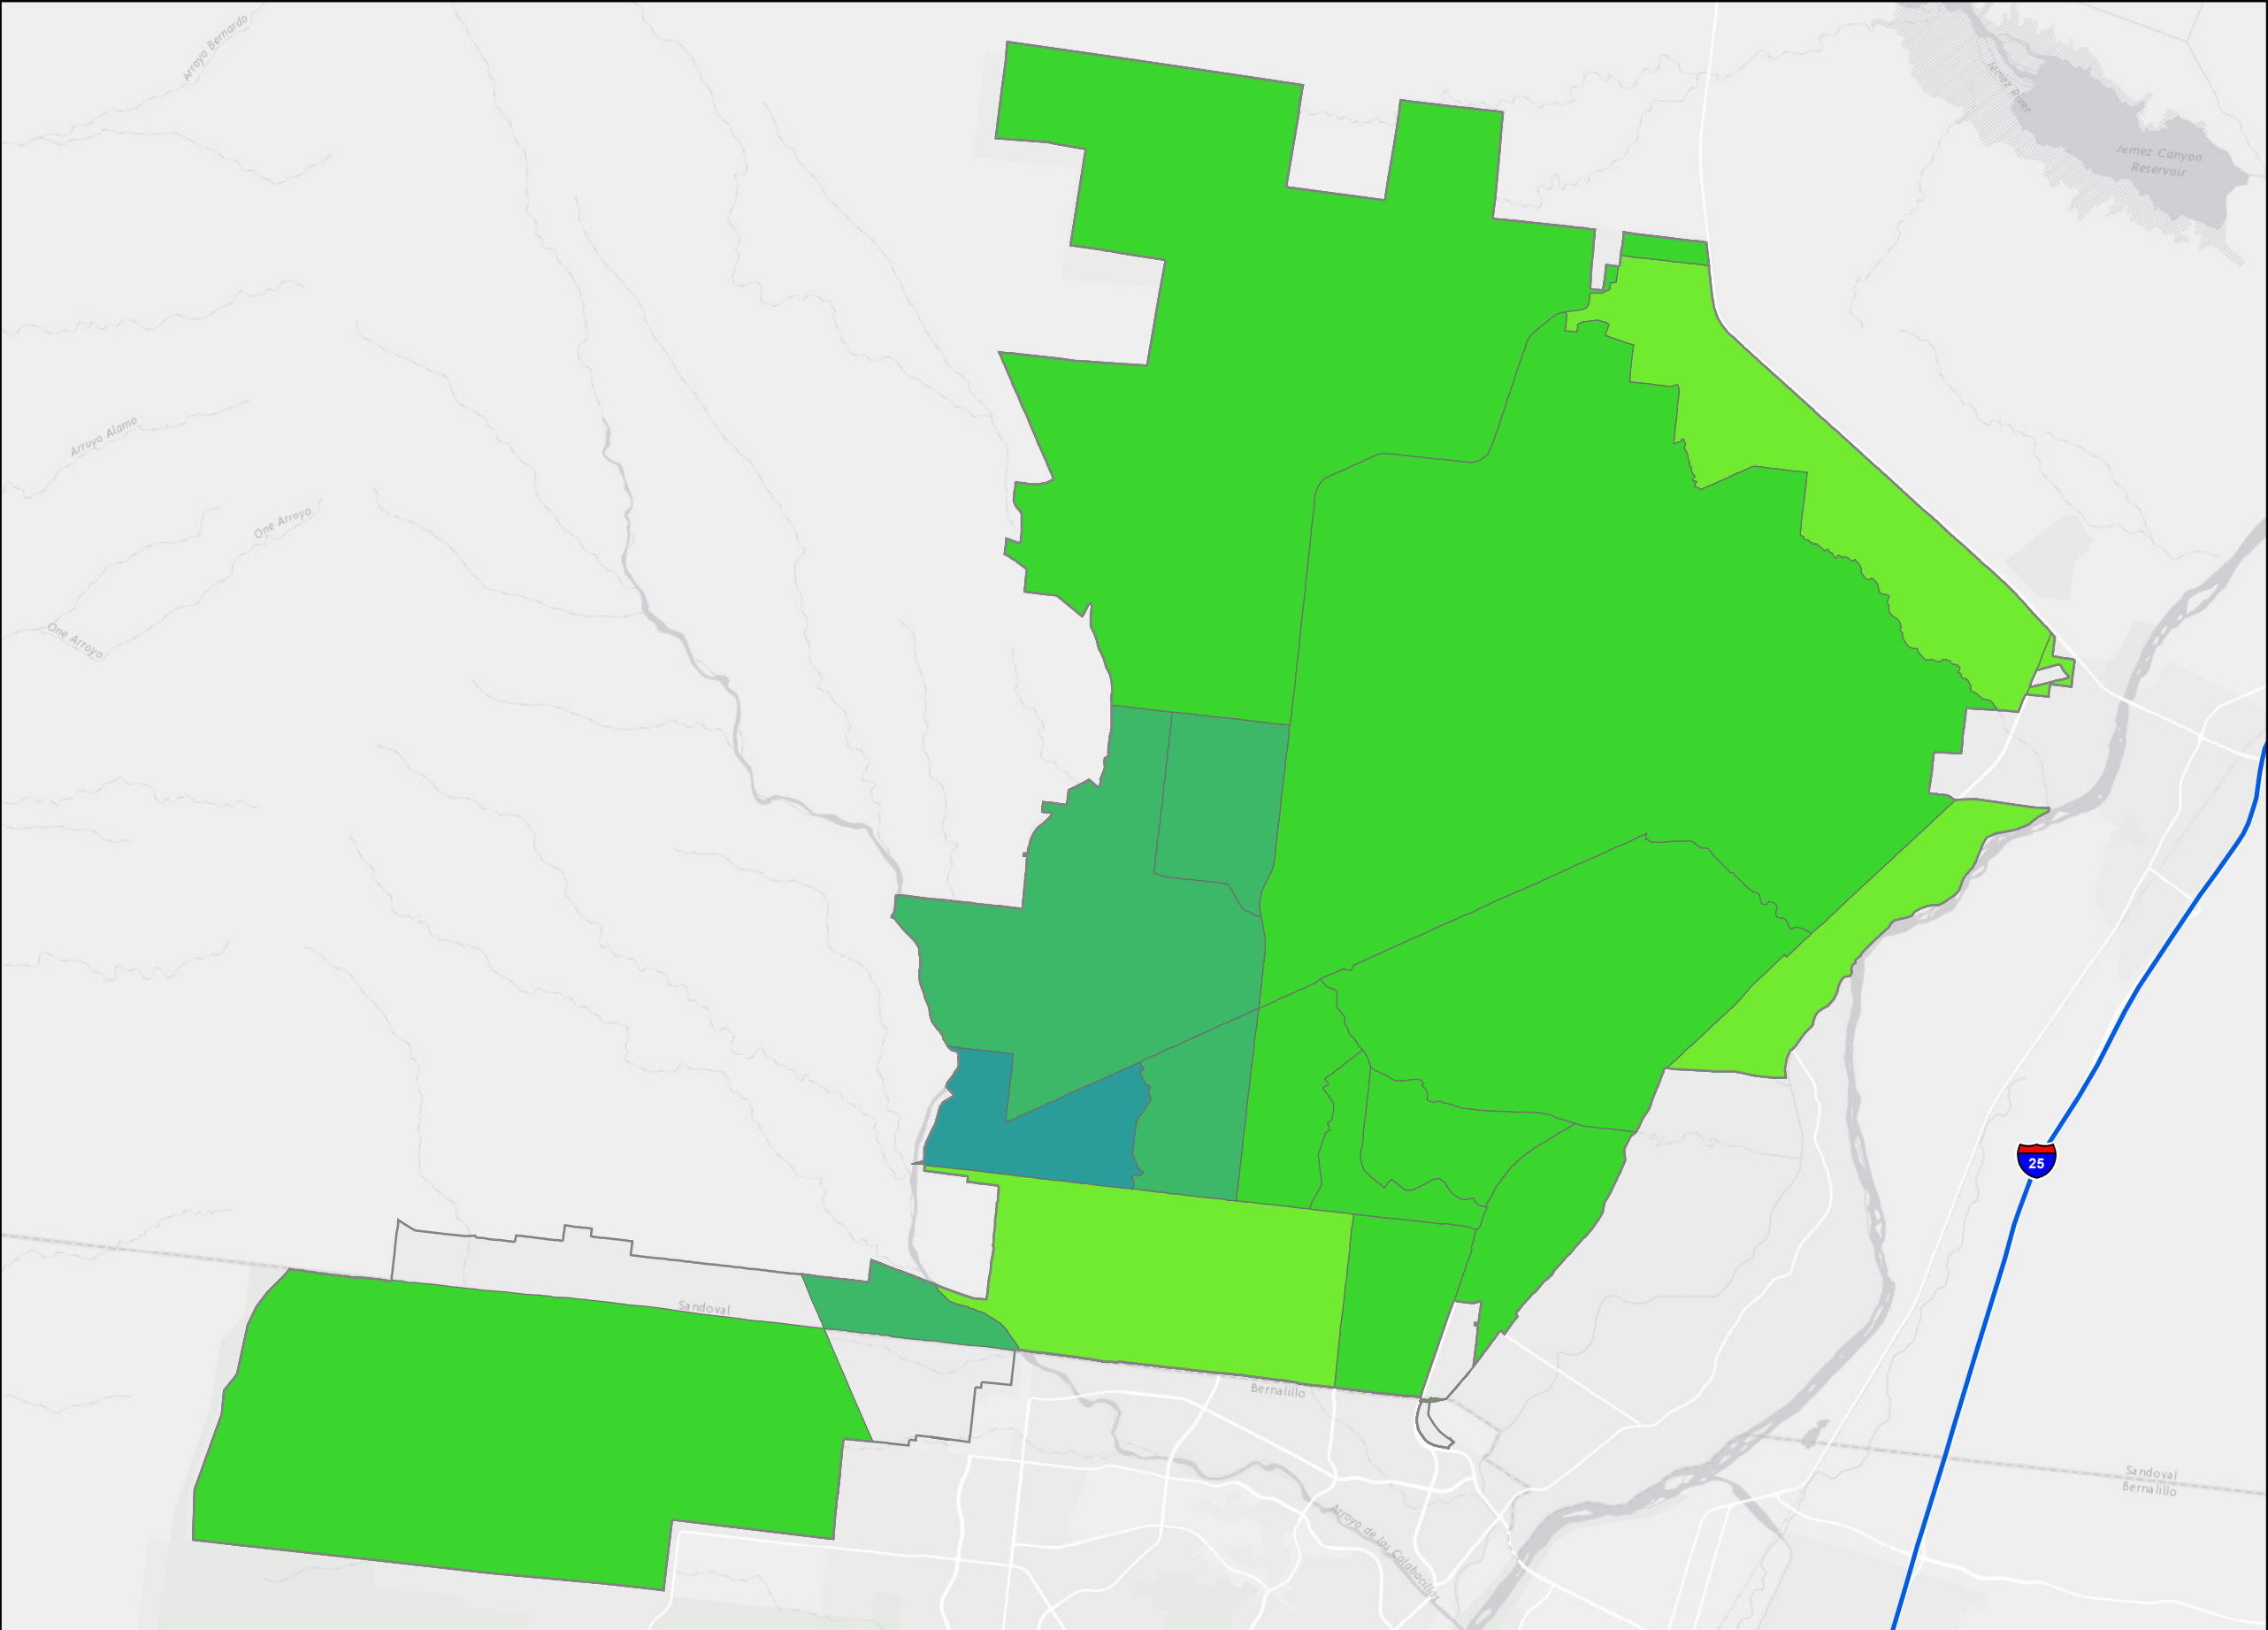 Arroyo Bernardo
Jemez River
Jemez Canyon
Reservoir
Arroyo Alamo
One Arroyo
One Arroyo
25
Sandoval
Bernalillo
Sandoval
Bernalillo
Arroyo de las Calabacillas